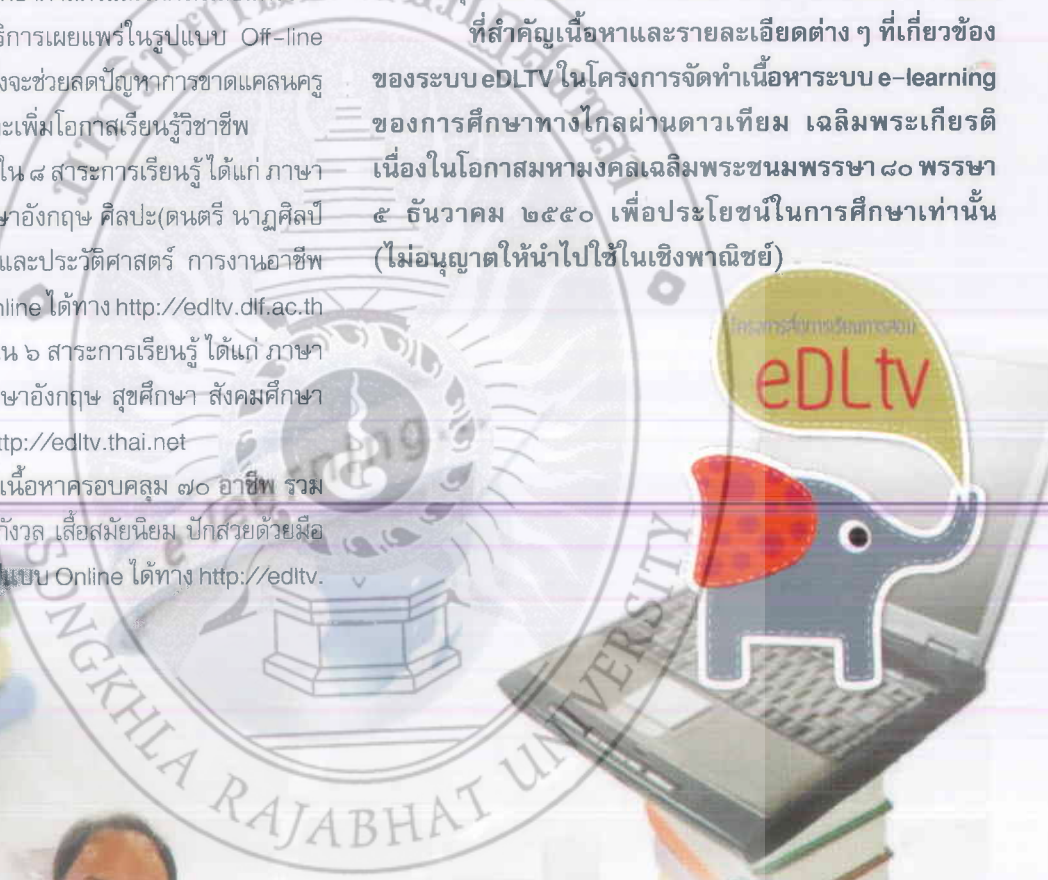 ริการเผยแพร่ในรูปแบบ Off-line
งจะช่วยลดปัญหาการขาดแคลนครู
ะเพิ่มโอกาสเรียนรู้วิชาชีพ
ใน ๘ สาระการเรียนรู้ ได้แก่ ภาษา
ษาอังกฤษ ศิลปะ(ดนตรี นาฏศิลป์
และประวัติศาสตร์ การงานอาชีพ
nline ได้ทาง http://edltv.dlf.ac.th
น ๖ สาระการเรียนรู้ ได้แก่ ภาษา
ษาอังกฤษ สุขศึกษา สังคมศึกษา
ttp://edltv.thai.net
เนื้อหาครอบคลุม ๗๐ อาชีพ รวม
กังวล เสื้อสมัยนิยม ปักสวยด้วยมือ
แบบ Online ได้ทาง http://edltv.
ที่สำคัญเนื้อหาและรายละเอียดต่าง ๆ ที่เกี่ยวข้อง
ของระบบ eDLTV ในโครงการจัดทำเนื้อหาระบบ e-learning
ของการศึกษาทางไกลผ่านดาวเทียม เฉลิมพระเกียรติ
เนื่องในโอกาสมหามงคลเฉลิมพระชนมพรรษา ๘๐ พรรษา
๕ ธันวาคม ๒๕๕๐ เพื่อประโยชน์ในการศึกษาเท่านั้น
(ไม่อนุญาตให้นำไปใช้ในเชิงพาณิชย์)
โครงการสื่อการเรียนการสอน
eDLtv
SONGKHLA RAJABHAT UNIVERSITY